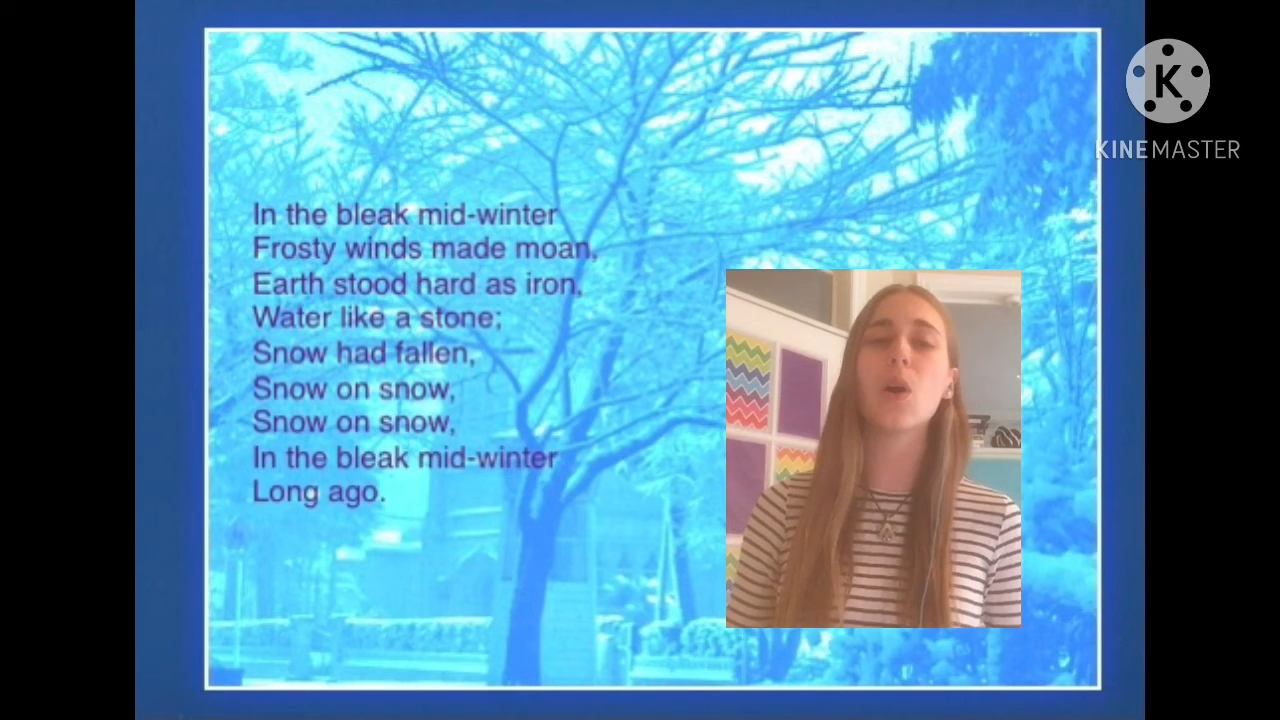 In the bleak mid-winter
Frosty winds made moan,
Earth stood hard as iron,
Water like a stone;
Snow had fallen,
Snow on snow,
Snow on snow,
In the bleak mid-winter
Long ago.
K
KINEMASTER